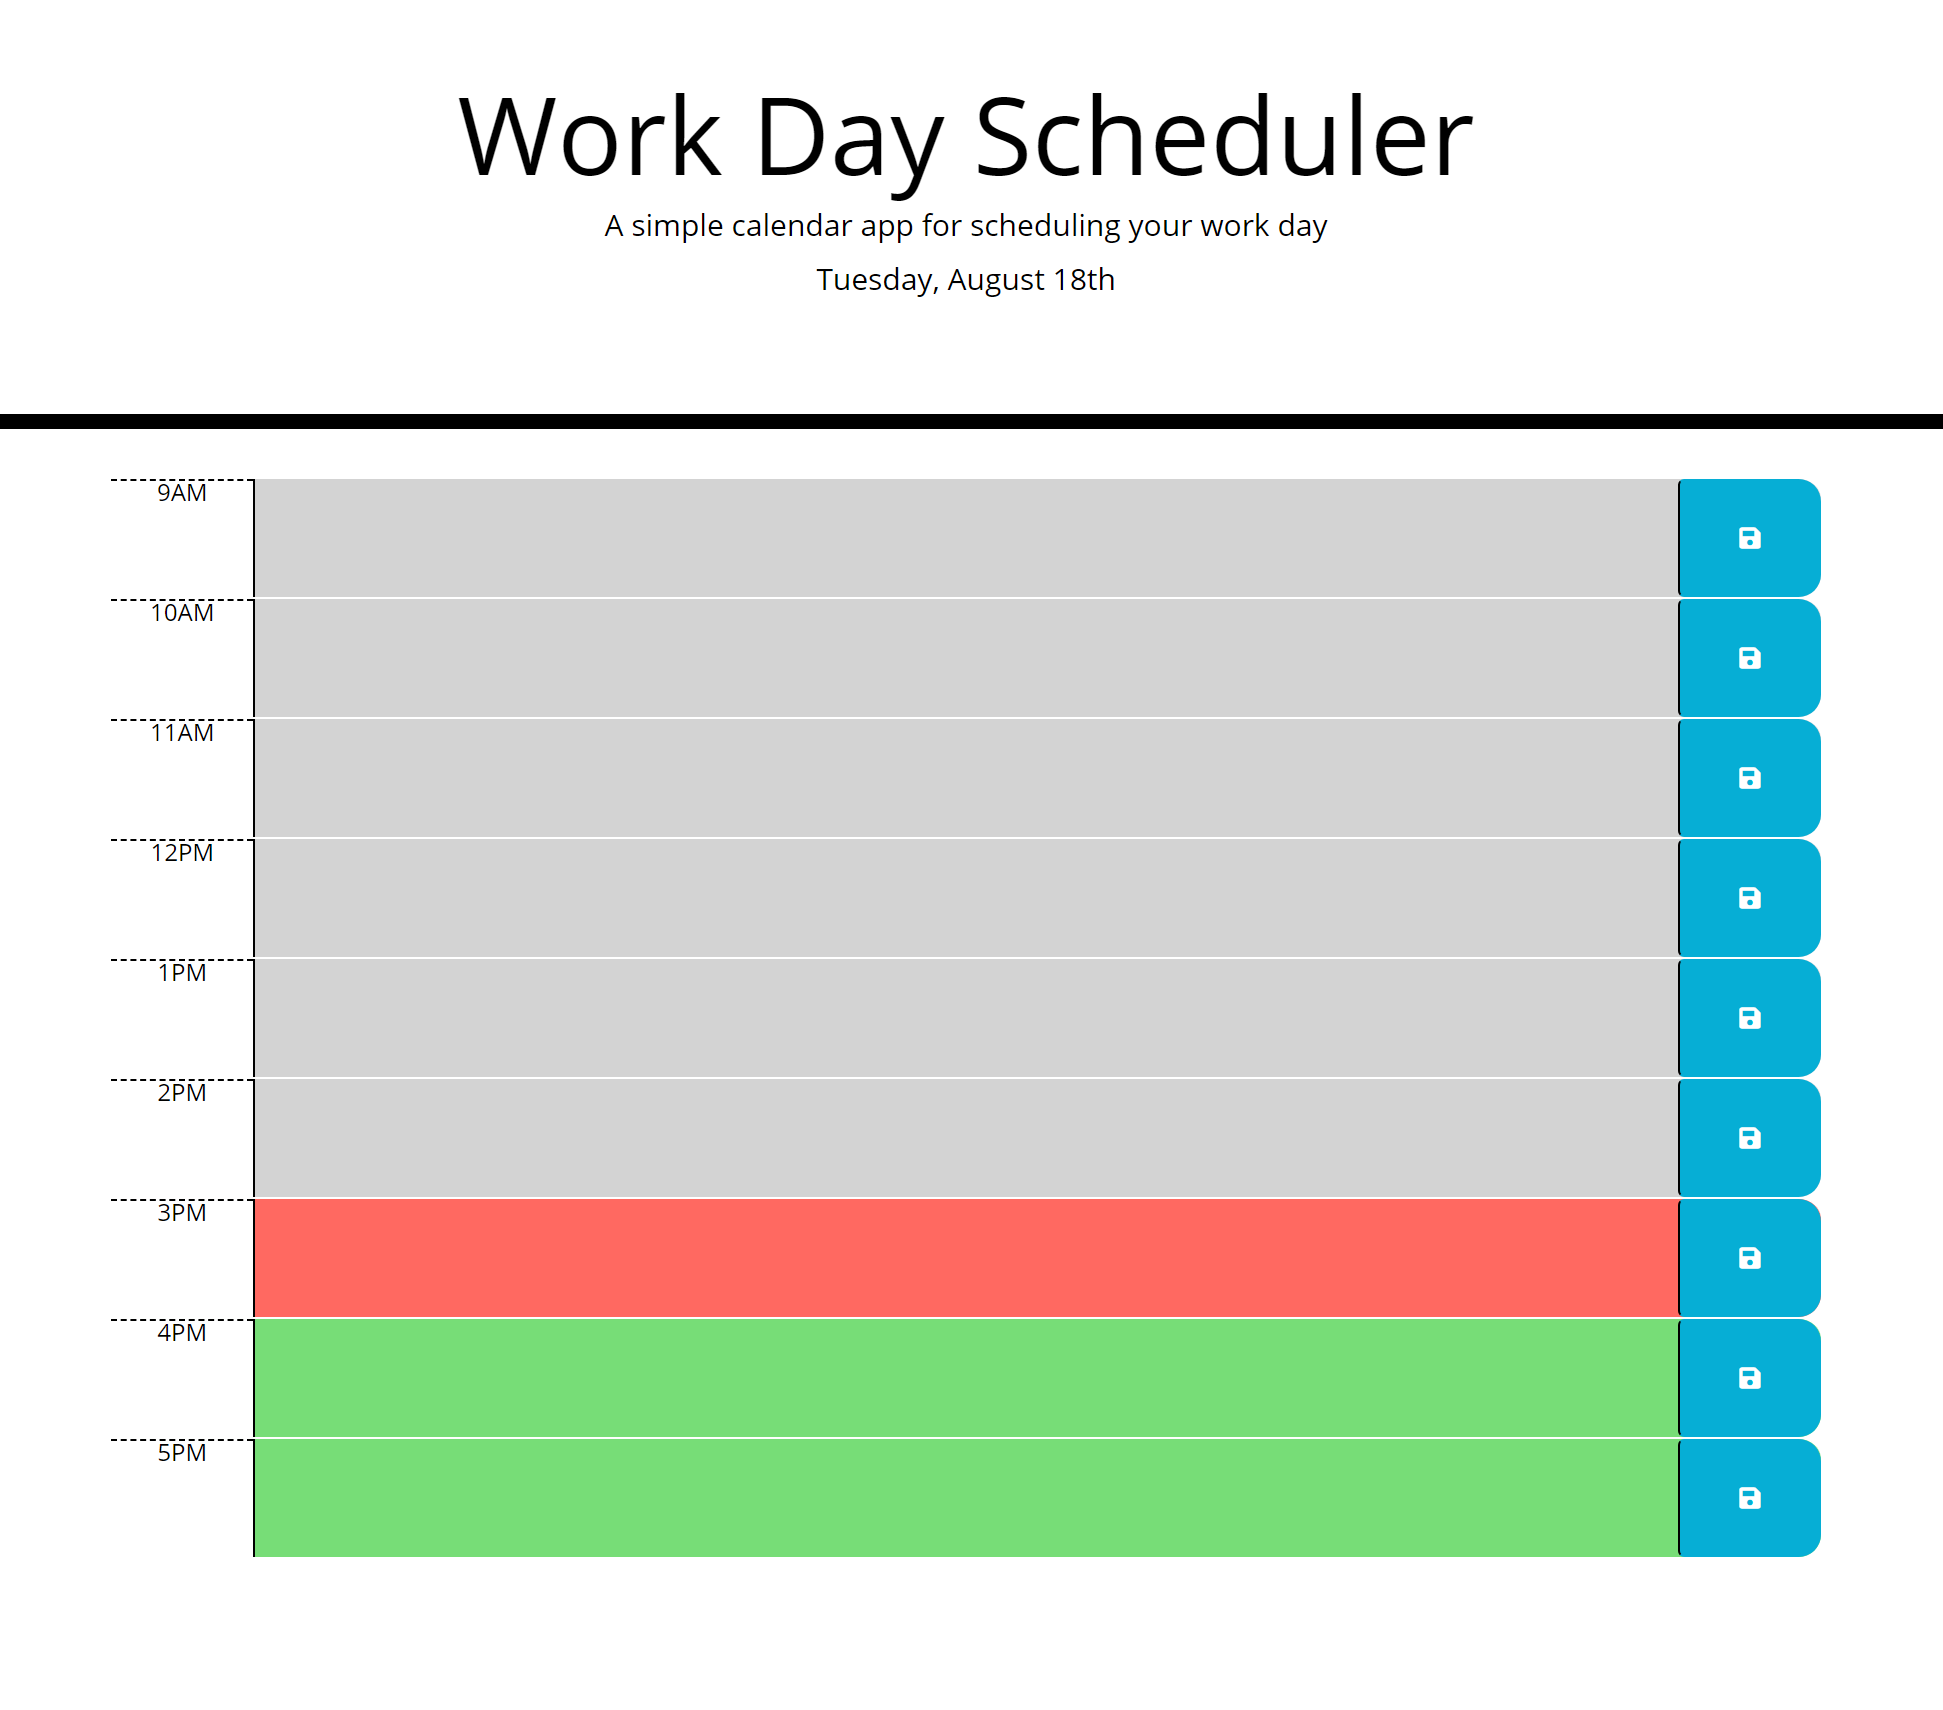 Work Day Scheduler
A simple calendar app for scheduling your work day
Tuesday, August 18th
9AM
10AM
11AM
12PM
1PM
2PM
3PM
4PM
5PM